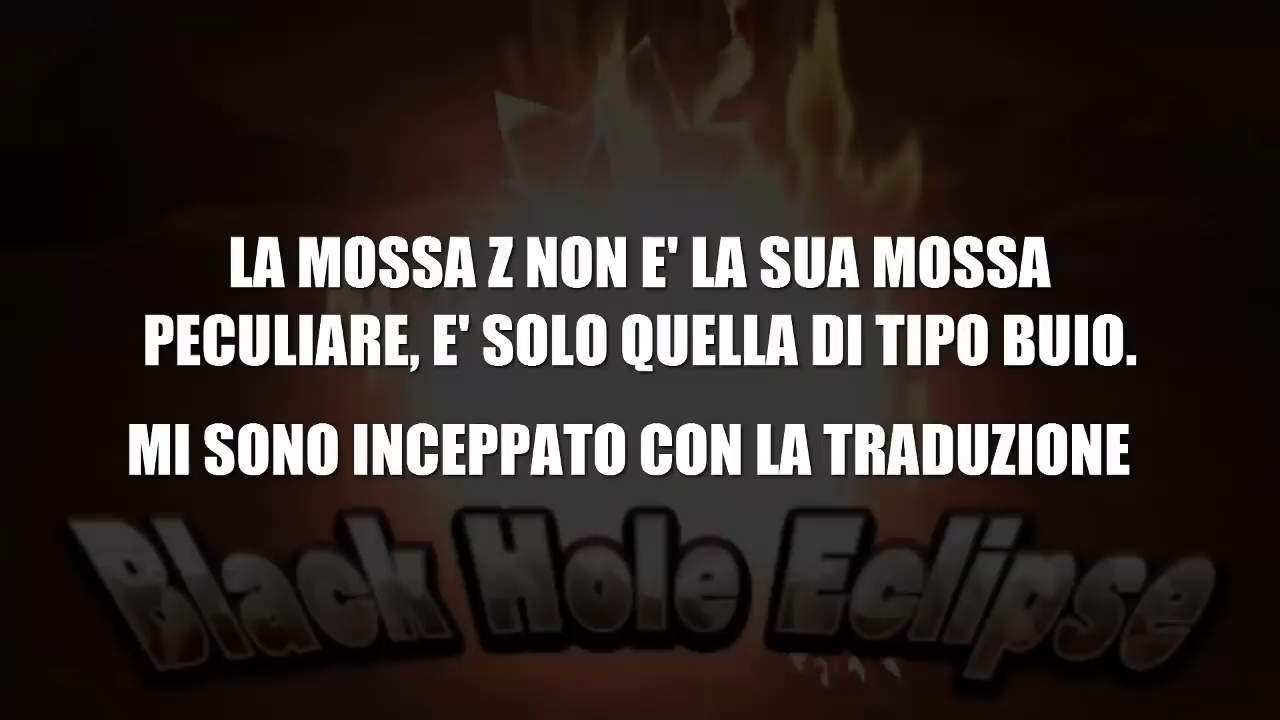 LA MOSSA Z NON E' LA SUA MOSSA
PECULIARE, E' SOLO QUELLA DI TIPO BUIO.
MI SONO INCEPPATO CON LA TRADUZIONE
Black Hole Eclipse